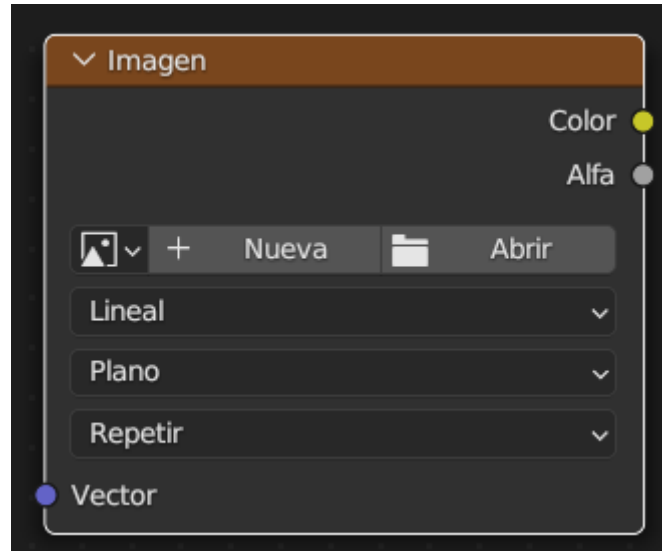 Imagen
Color
Alfa
Nueva Abrir
Lineal
Plano
Repetir
Vector